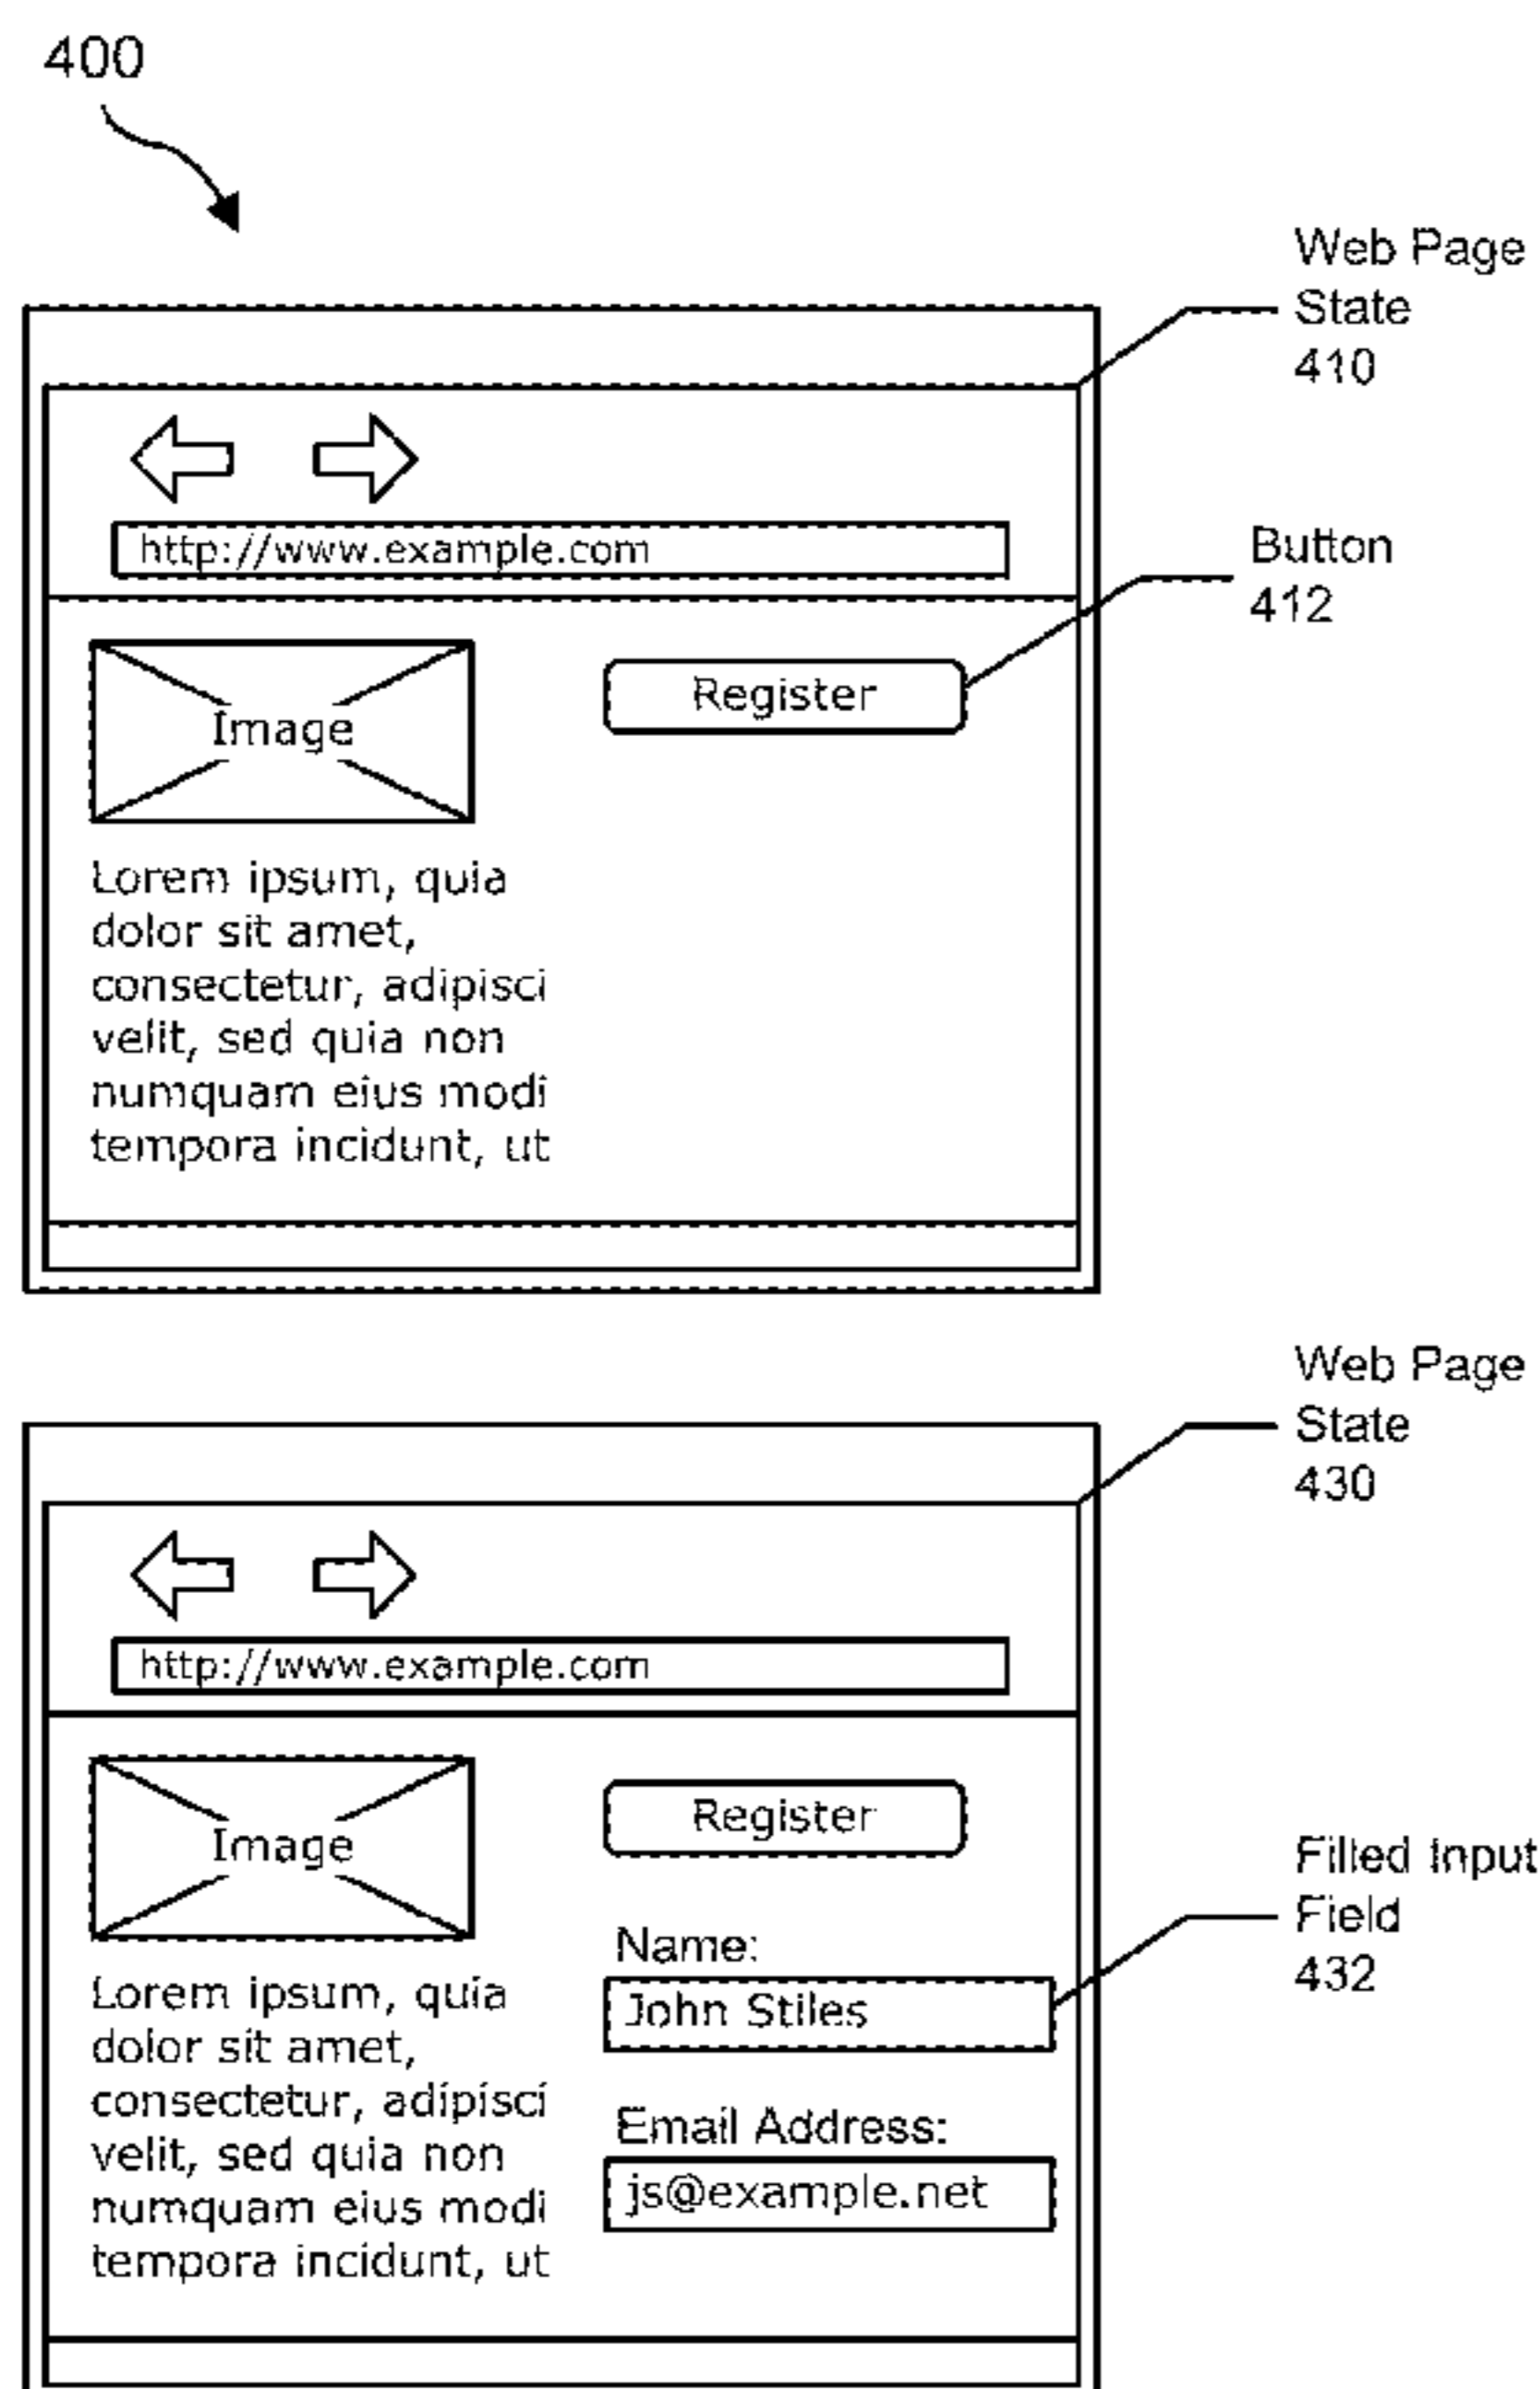 400
Web Page
State
410
http://www.example.com
Button
412
Register
Image
Lorem ipsum, quia
dolor sit amet,
consectetur, adipisci
velit, sed quia non
numquam eius modi
tempora incidunt, ut
Web Page
State
430
http://www.example.com
Register
Image
Filled Input
Field
432
Name:
John Stiles
Lorem ipsum, quia
dolor sit amet,
consectetur, adipisci
velit, sed quia non
numquam eius modi
tempora incidunt, ut
Email Address:
js@example.net